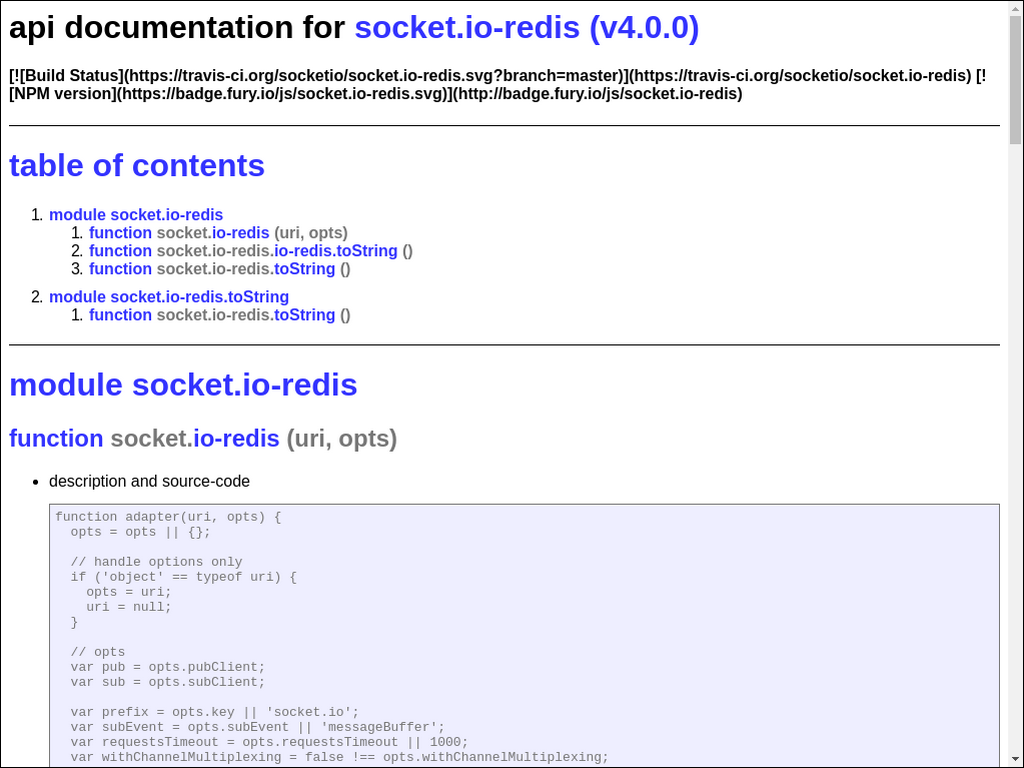 api documentation for socket.io-redis (v4.0.0)
[![Build Status](https://travis-ci.org/socketio/socket.io-redis.svg?branch=master)](https://travis-ci.org/socketio/socket.io-redis) [!
[NPM version](https://badge.fury.io/js/socket.io-redis.svg)](http://badge.fury.io/js/socket.io-redis)
table of contents
1. module socket.io-redis
1. function socket.io-redis (uri, opts)
2. function socket.io-redis.io-redis.toString ()
3. function socket.io-redis.toString ()
2. module socket.io-redis.toString
1. function socket.io-redis.toString ()
module socket.io-redis
function socket.io-redis (uri, opts)
• description and source-code
function adapter(uri, opts) {
  opts = opts || {};
  // handle options only
  if ('object' == typeof uri) {
    opts = uri;
    uri = null;
  }
  // opts
  var pub = opts.pubClient;
  var sub = opts.subClient;
  var prefix = opts.key || 'socket.io';
  var subEvent = opts.subEvent || 'messageBuffer';
  var requestsTimeout = opts.requestsTimeout || 1000;
  var withChannelMultiplexing = false !== opts.withChannelMultiplexing;